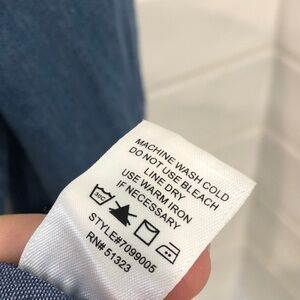 MACHINE WASH COLD
DO NOT USE BLEACH
LINE DRY
USE WARM IRON
IF NECESSARY
STYLE#7099005
RN# 51323